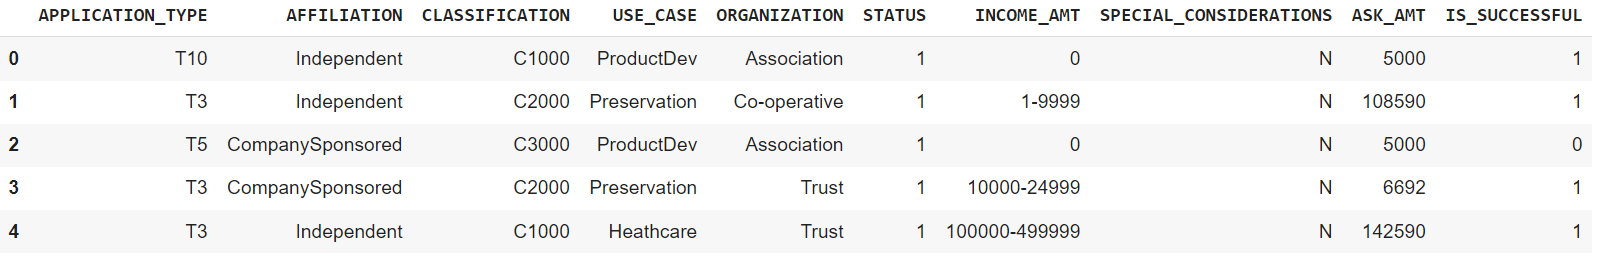 APPLICATION_TYPE AFFILIATION CLASSIFICATION USE_CASE ORGANIZATION STATUS INCOME_AMT SPECIAL_CONSIDERATIONS ASK_AMT IS_SUCCESSFUL
0 T10 Independent C1000 ProductDev Association 1 0 N 5000 1
1 T3 Independent C2000 Preservation Co-operative 1 1-9999 N 108590 1
2 T5 CompanySponsored C3000 ProductDev Association 1 0 N 5000 0
3 T3 CompanySponsored C2000 Preservation Trust 1 10000-24999 N 6692 1
4 T3 Independent C1000 Heathcare Trust 1 100000-499999 N 142590 1